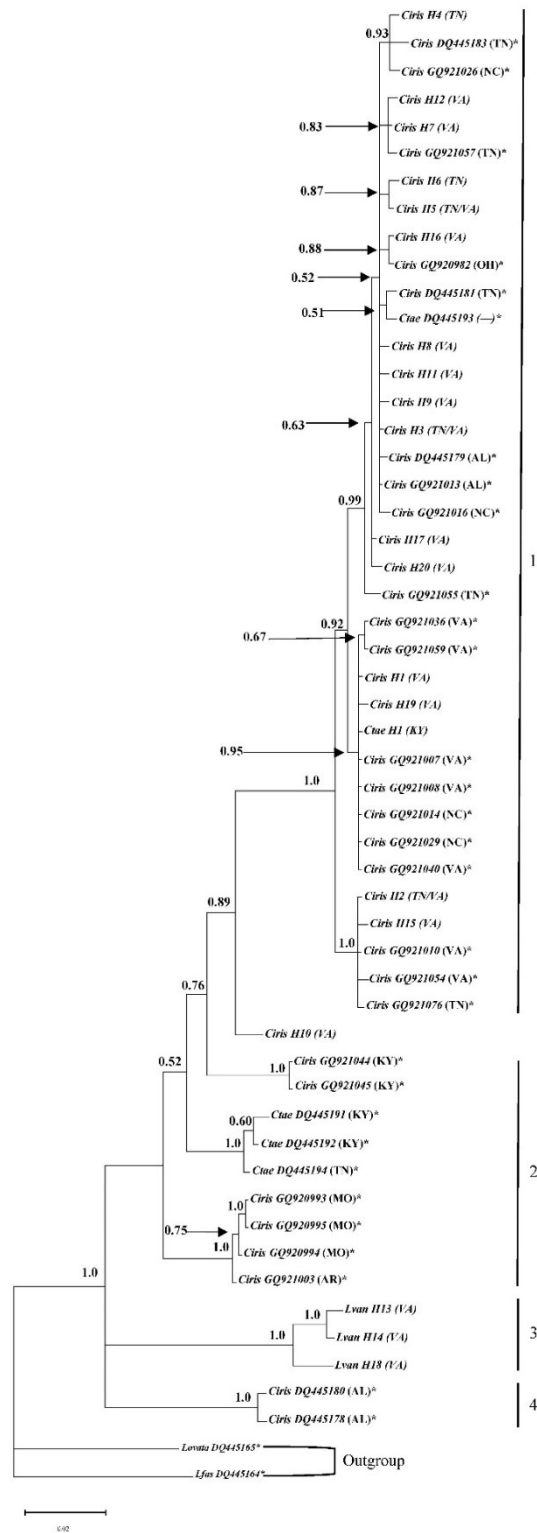 Ciris H4 (TN)
0.93
Ciris DQ445183 (TN)*
Ciris GQ921026 (NC)*
Ciris H12 (VA)
0.83
Ciris H7 (VA)
Ciris GQ921057 (TN)*
Ciris H6 (TN)
0.87
Ciris H5 (TN/VA)
Ciris H16 (VA)
0.88
Ciris GQ920982 (OH)*
0.52
Ciris DQ445181 (TN)*
0.51
Ctae DQ445193 (—)*
Ciris H8 (VA)
Ciris H11 (VA)
Ciris H9 (VA)
0.63
Ciris H3 (TN/VA)
Ciris DQ445179 (AL)*
0.99
Ciris GQ921013 (AL)*
Ciris GQ921016 (NC)*
Ciris H17 (VA)
1
Ciris H20 (VA)
Ciris GQ921055 (TN)*
0.92
Ciris GQ921036 (VA)*
0.67
Ciris GQ921059 (VA)*
Ciris H1 (VA)
Ciris H19 (VA)
Ctae H1 (KY)
0.95
Ciris GQ921007 (VA)*
1.0
Ciris GQ921008 (VA)*
Ciris GQ921014 (NC)*
Ciris GQ921029 (NC)*
Ciris GQ921040 (VA)*
0.89
Ciris H2 (TN/VA)
Ciris H15 (VA)
1.0
Ciris GQ921010 (VA)*
Ciris GQ921054 (VA)*
0.76
Ciris GQ921076 (TN)*
Ciris H10 (VA)
0.52
Ciris GQ921044 (KY)*
1.0
Ciris GQ921045 (KY)*
Ctae DQ445191 (KY)*
0.60
1.0
Ctae DQ445192 (KY)*
Ctae DQ445194 (TN)*
2
Ciris GQ920993 (MO)*
1.0
Ciris GQ920995 (MO)*
0.75
1.0
Ciris GQ920994 (MO)*
Ciris GQ921003 (AR)*
1.0
Lvan H13 (VA)
1.0
1.0
Lvan H14 (VA)
3
Lvan H18 (VA)
Ciris DQ445180 (AL)*
1.0
4
Ciris DQ445178 (AL)*
Lovata DQ445165*
Outgroup
Lfas DQ445164*
0.02